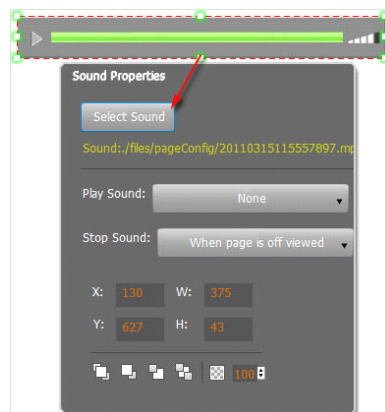 Sound Properties
Select Sound
Sound:./files/pageConfig/20110315115557897.mp
Play Sound: None
Stop Sound: When page is off viewed
X: 130 W: 375
Y: 627 H: 43
100